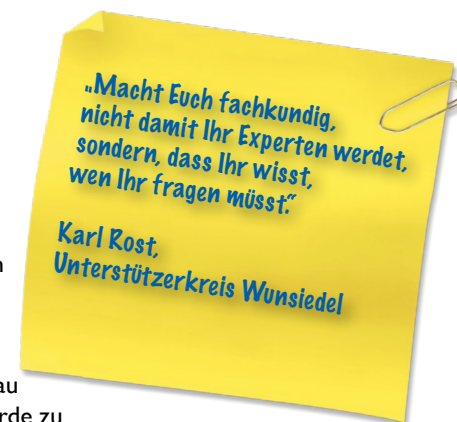 „Macht Euch fachkundig,
nicht damit Ihr Experten werdet,
sondern, dass Ihr wisst,
wen Ihr fragen müsst.“
Karl Rost,
Unterstützerkreis Wunsiedel